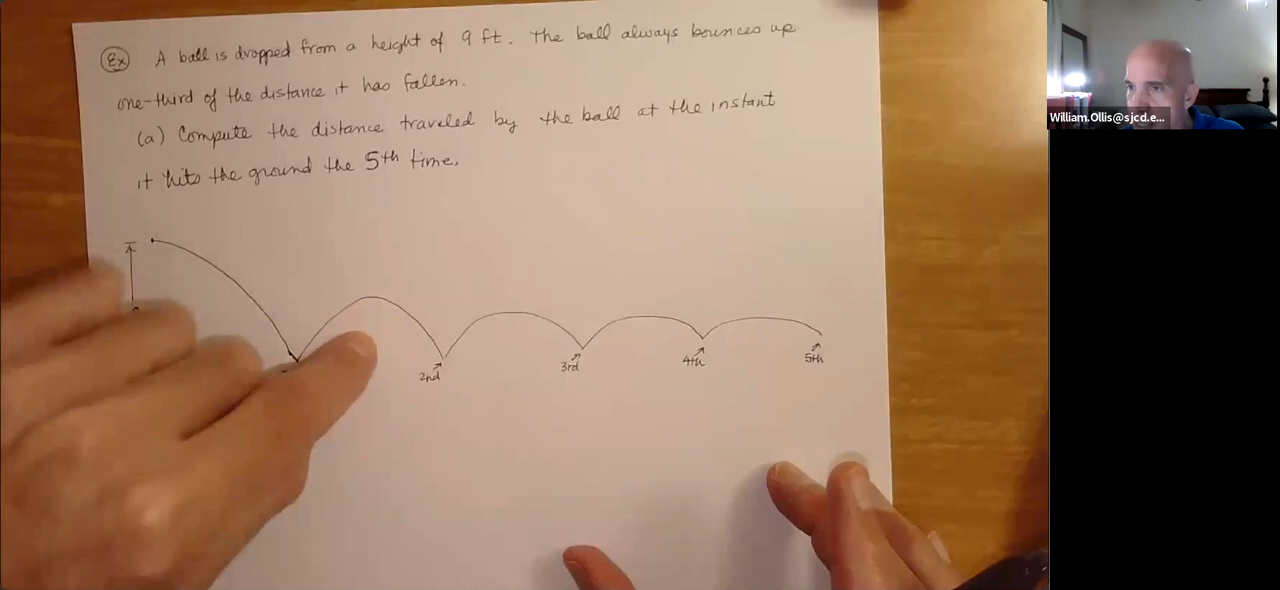 Ex A ball is dropped from a height of 9 ft. The ball always bounces up
one-third of the distance it has fallen.
(a) Compute the distance traveled by the ball at the instant
it hits the ground the 5th time.
2nd
3rd
4th
5th
William.Ollis@sjcd.e...